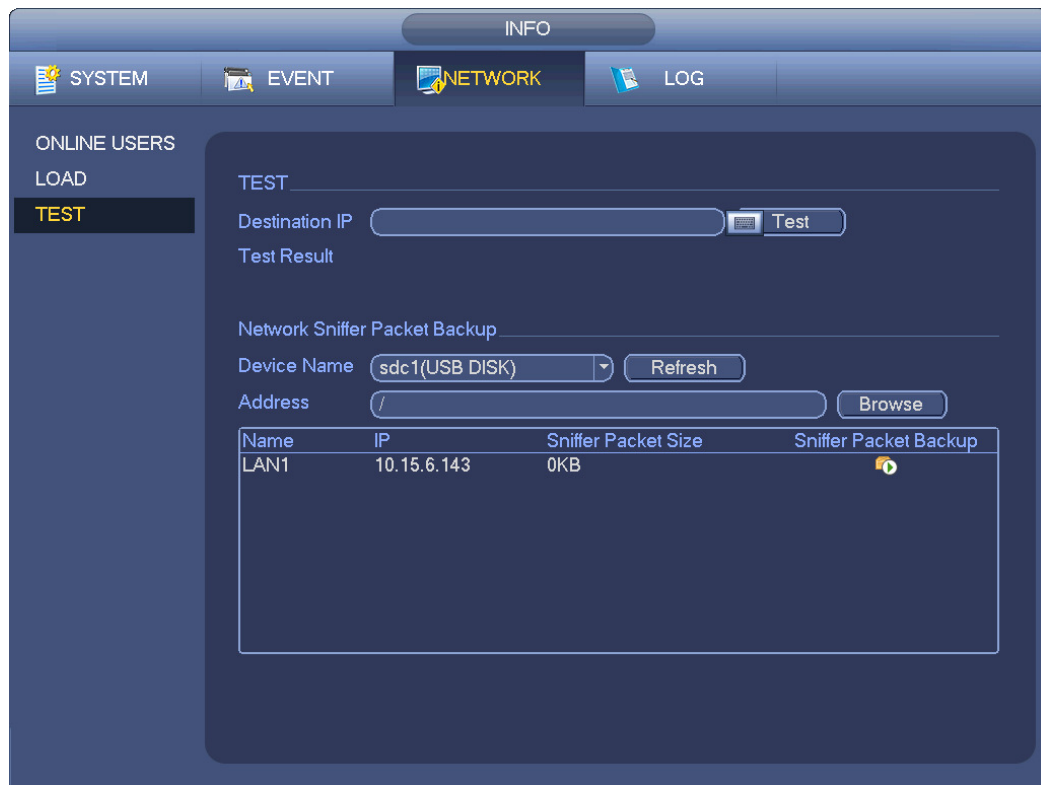 INFO
SYSTEM EVENT NETWORK LOG
ONLINE USERS
LOAD
TEST
TEST
Destination IP Test
Test Result
Network Sniffer Packet Backup
Device Name sdc1(USB DISK) Refresh
Address / Browse
Name IP Sniffer Packet Size Sniffer Packet Backup
LAN1 10.15.6.143 0KB